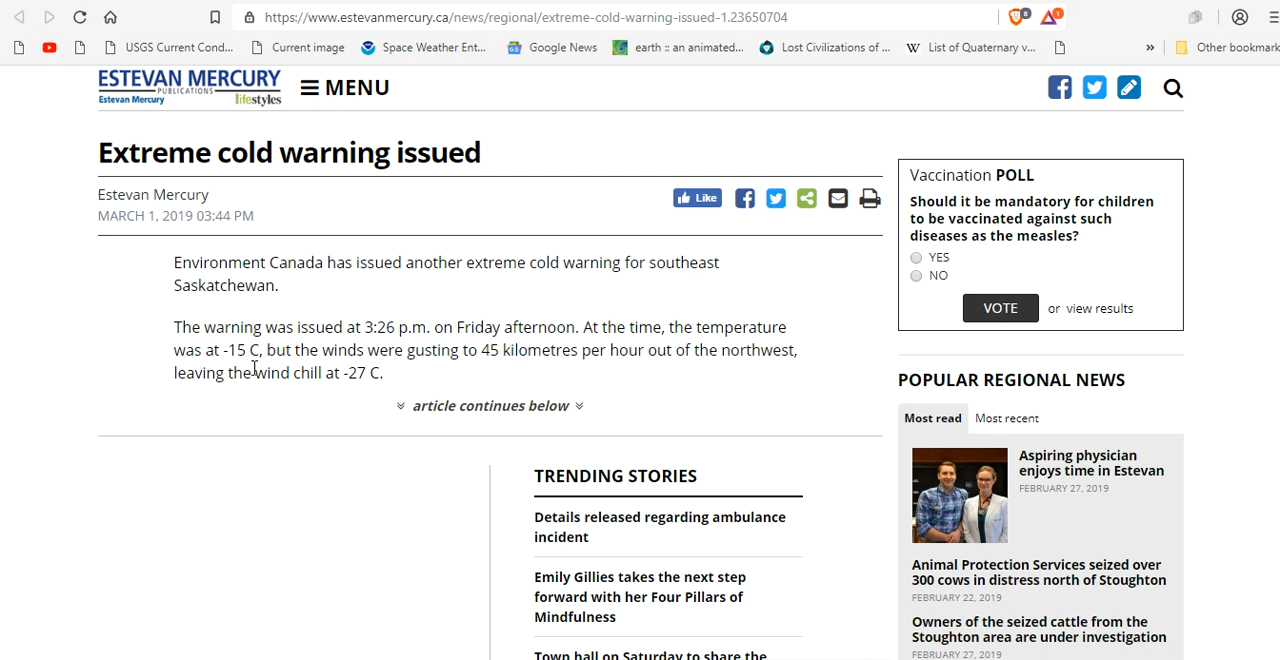 https://www.estevanmercury.ca/news/regional/extreme-cold-warning-issued-1.23650704
8
1
USGS Current Cond...
Current image
Space Weather Ent...
Google News
earth :: an animated...
Lost Civilizations of ...
W
List of Quaternary v...
»
Other bookmark
ESTEVAN MERCURY
PUBLICATIONS
Estevan Mercury
lifestyles
MENU
Extreme cold warning issued
Estevan Mercury
MARCH 1, 2019 03:44 PM
Like
Environment Canada has issued another extreme cold warning for southeast
Saskatchewan.
The warning was issued at 3:26 p.m. on Friday afternoon. At the time, the temperature
was at -15 C, but the winds were gusting to 45 kilometres per hour out of the northwest,
leaving the wind chill at -27 C.
article continues below
TRENDING STORIES
Details released regarding ambulance
incident
Emily Gillies takes the next step
forward with her Four Pillars of
Mindfulness
Town hall on Saturday to share the
Vaccination POLL
Should it be mandatory for children
to be vaccinated against such
diseases as the measles?
YES
NO
VOTE or view results
POPULAR REGIONAL NEWS
Most read Most recent
Aspiring physician
enjoys time in Estevan
FEBRUARY 27, 2019
Animal Protection Services seized over
300 cows in distress north of Stoughton
FEBRUARY 22, 2019
Owners of the seized cattle from the
Stoughton area are under investigation
FEBRUARY 27, 2019